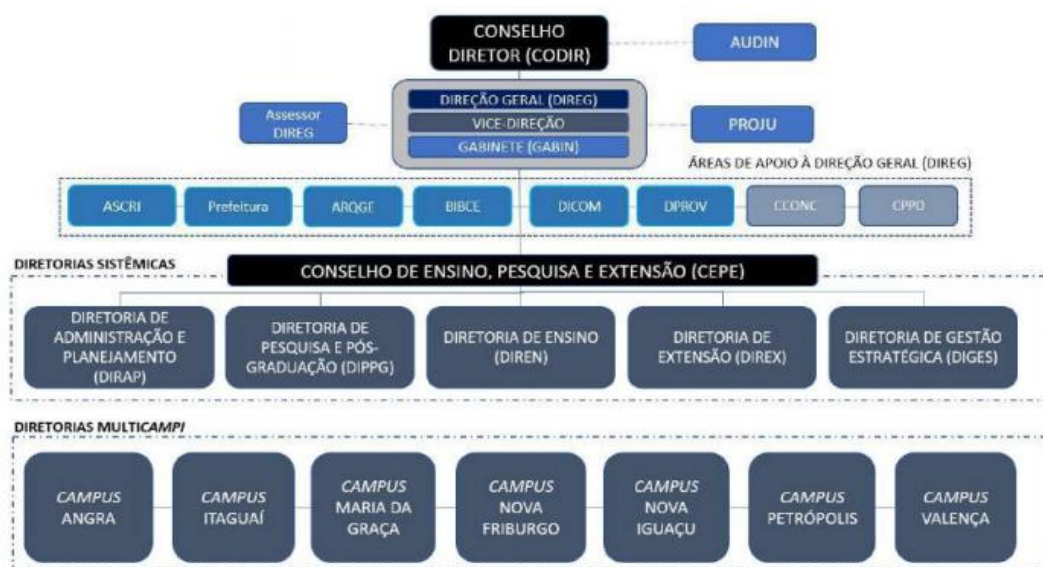 CONSELHO
DIRETOR (CODIR)
AUDIN
DIREÇÃO GERAL (DIREG)
VICE-DIREÇÃO
GABINETE (GABIN)
Assessor
DIREG
PROJU
ÁREAS DE APOIO À DIREÇÃO GERAL (DIREG)
ASCRI
Prefeitura
ARQGE
BIBCE
DICOM
DPROV
CCONC
CPPD
DIRETORIAS SISTÊMICAS
CONSELHO DE ENSINO, PESQUISA E EXTENSÃO (CEPE)
DIRETORIA DE
ADMINISTRAÇÃO E
PLANEJAMENTO
(DIRAP)
DIRETORIA DE
PESQUISA E PÓS-
GRADUAÇÃO (DIPPG)
DIRETORIA DE ENSINO
(DIREN)
DIRETORIA DE
EXTENSÃO (DIREX)
DIRETORIA DE GESTÃO
ESTRATÉGICA (DIGES)
DIRETORIAS MULTICAMPI
CAMPUS
ANGRA
CAMPUS
ITAGUAÍ
CAMPUS
MARIA DA
GRAÇA
CAMPUS
NOVA
FRIBURGO
CAMPUS
NOVA
IGUAÇU
CAMPUS
PETRÓPOLIS
CAMPUS
VALENÇA